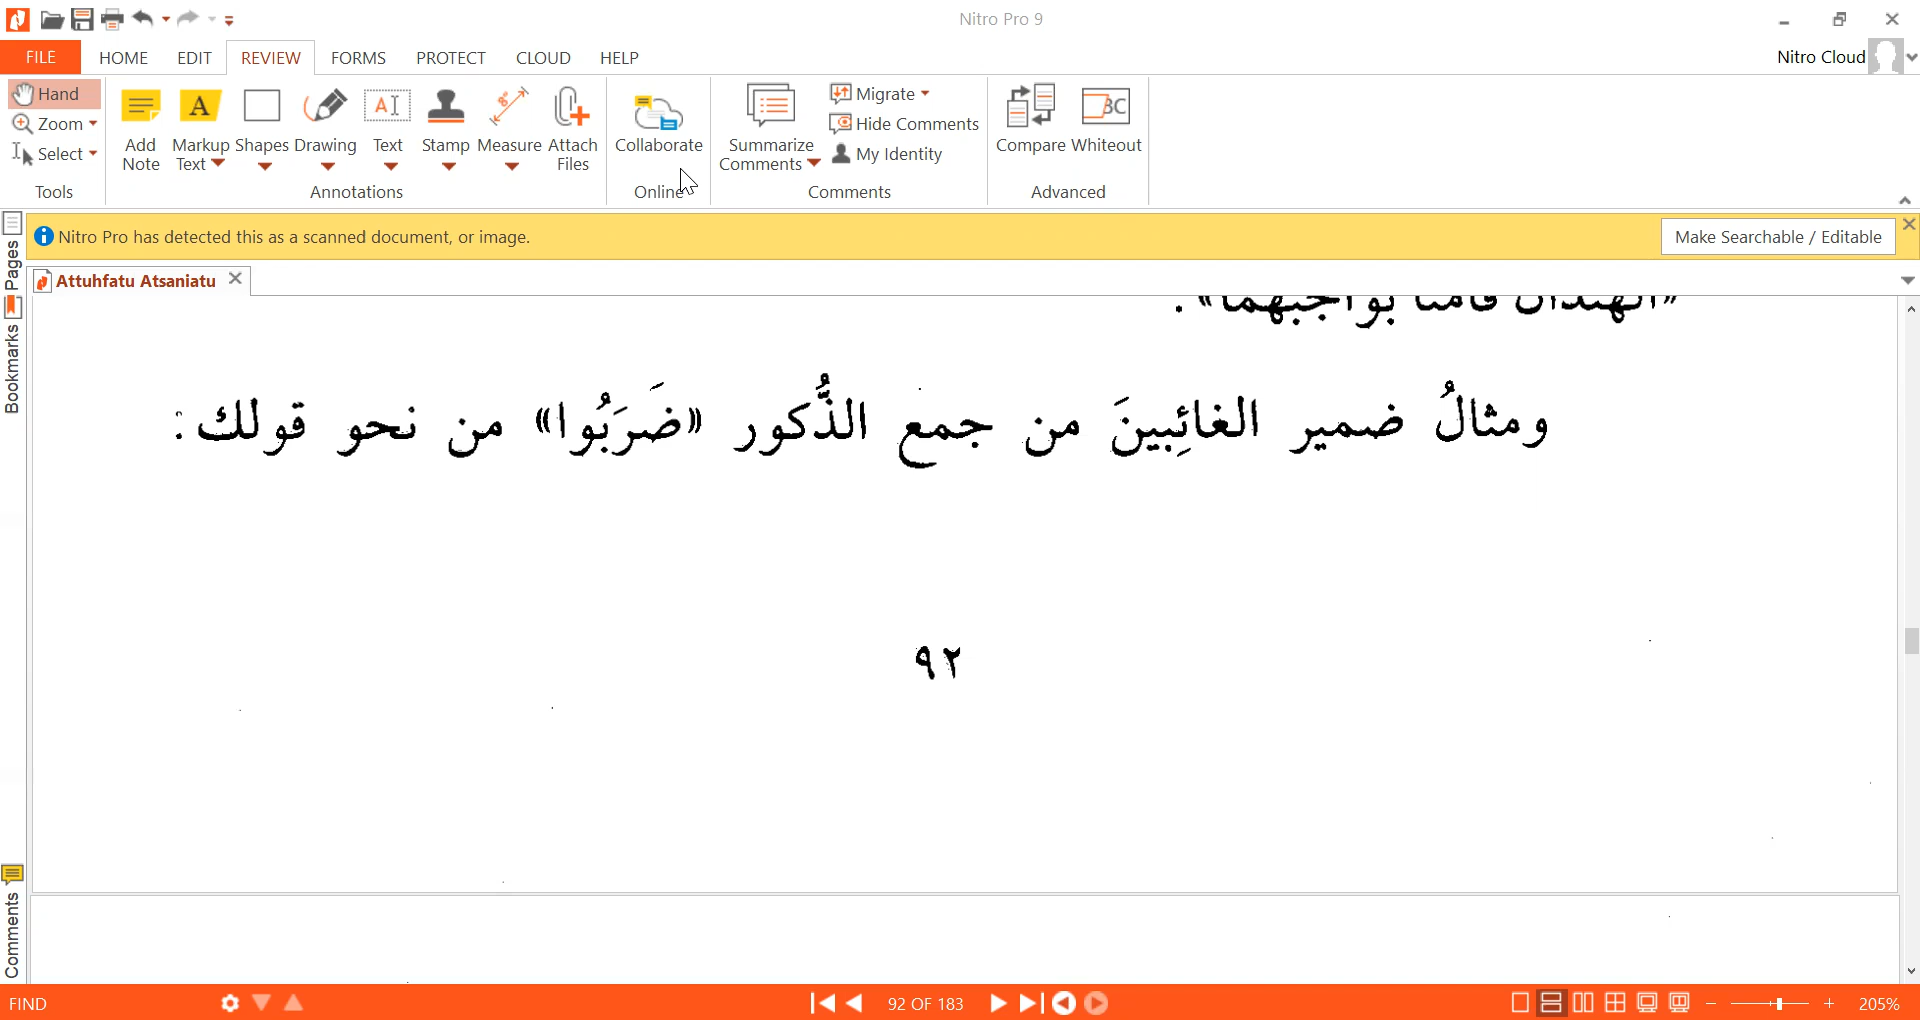 Nitro Pro 9
FILE HOME EDIT REVIEW FORMS PROTECT CLOUD HELP
Nitro Cloud
Hand
Zoom
Select
Tools
Add Note
Markup Text
Shapes
Drawing
Text
Stamp
Measure
Attach Files
Annotations
Collaborate
Online
Summarize Comments
Migrate
Hide Comments
My Identity
Comments
Compare
Whiteout
Advanced
Nitro Pro has detected this as a scanned document, or image.
Make Searchable / Editable
Pages
Bookmarks
Comments
Attuhfatu Atsaniatu
«الهندان قامتا بواجبهما».
ومثالُ ضمير الغائِبينَ من جمع الذُّكور «ضَرَبُوا» من نحو قولك:
٩٢
FIND
92 OF 183
205%